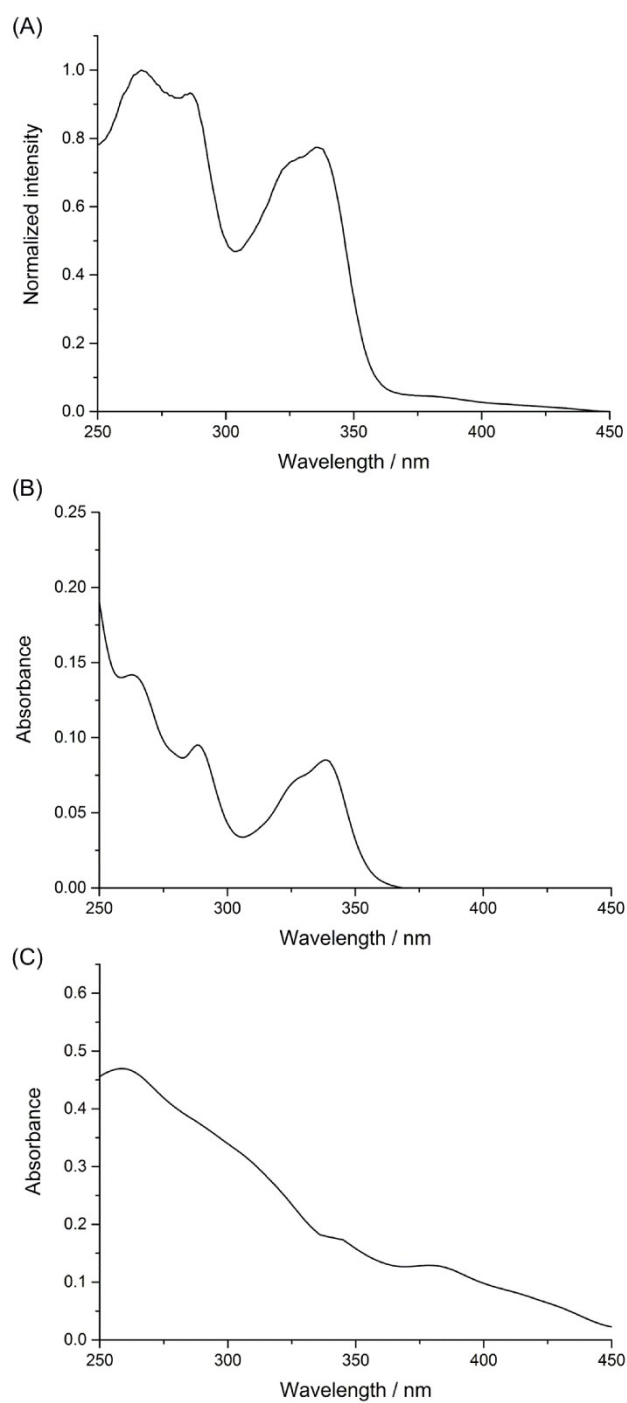 (A)
Normalized intensity
1.0
0.8
0.6
0.4
0.2
0.0
250 300 350 400 450
Wavelength / nm
(B)
Absorbance
0.25
0.20
0.15
0.10
0.05
0.00
250 300 350 400 450
Wavelength / nm
(C)
Absorbance
0.6
0.5
0.4
0.3
0.2
0.1
0.0
250 300 350 400 450
Wavelength / nm